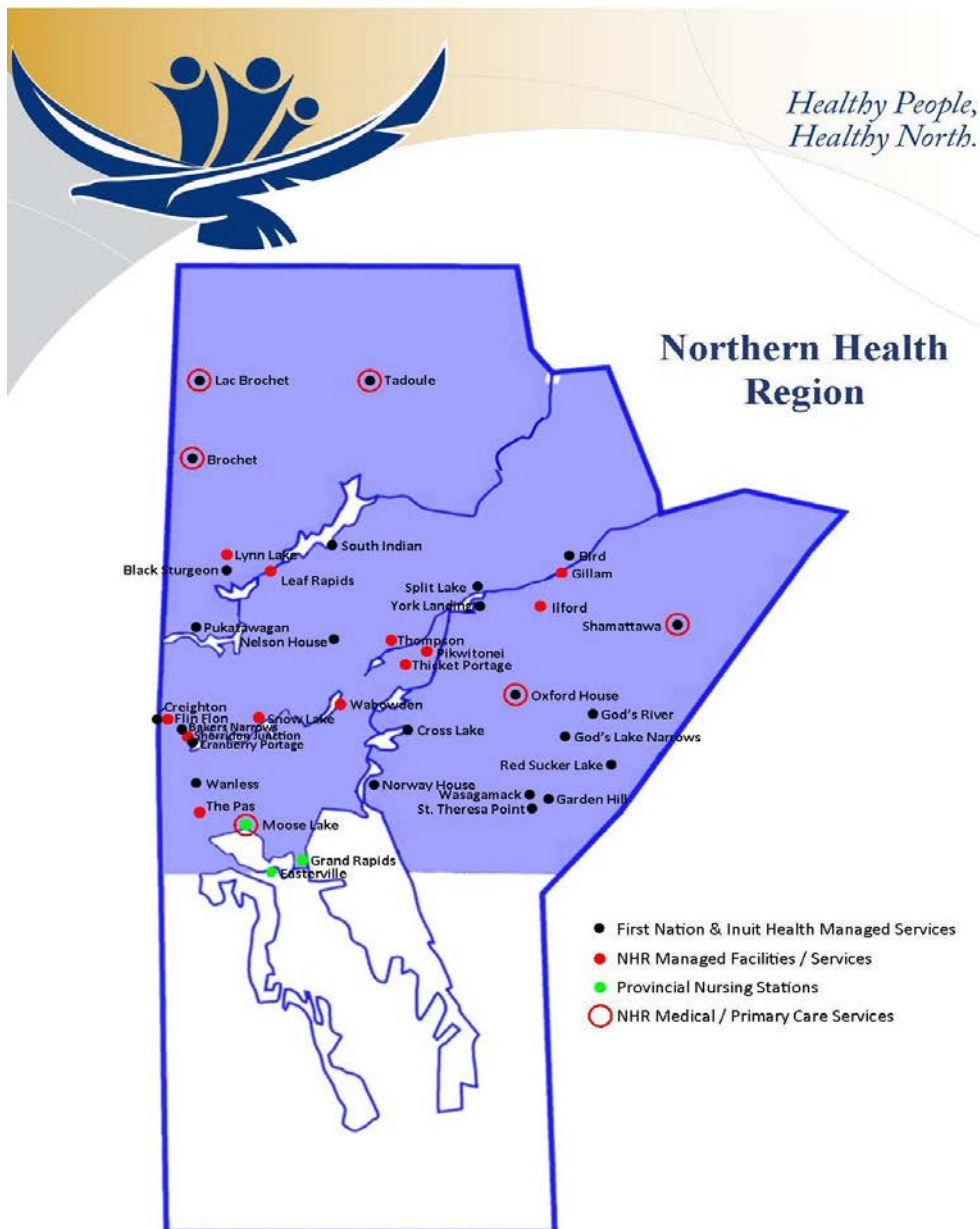 Healthy People,
Healthy North.
Northern Health
Region
Lac Brochet
Tadoule
Brochet
South Indian
Lynn Lake
Bird
Black Sturgeon
Leaf Rapids
Gillam
Split Lake
York Landing
Ilford
Pukatawagan
Shamattawa
Nelson House
Thompson
Pikwitonei
Thicket Portage
Oxford House
Wabowden
Creighton
Flin Flon
Snow Lake
God's River
Bakers Narrows
Cross Lake
Sherridon Junction
God's Lake Narrows
Cranberry Portage
Red Sucker Lake
Wanless
Norway House
Wasagamack
Garden Hill
The Pas
St. Theresa Point
Moose Lake
Grand Rapids
Easterville
First Nation & Inuit Health Managed Services
NHR Managed Facilities / Services
Provincial Nursing Stations
NHR Medical / Primary Care Services